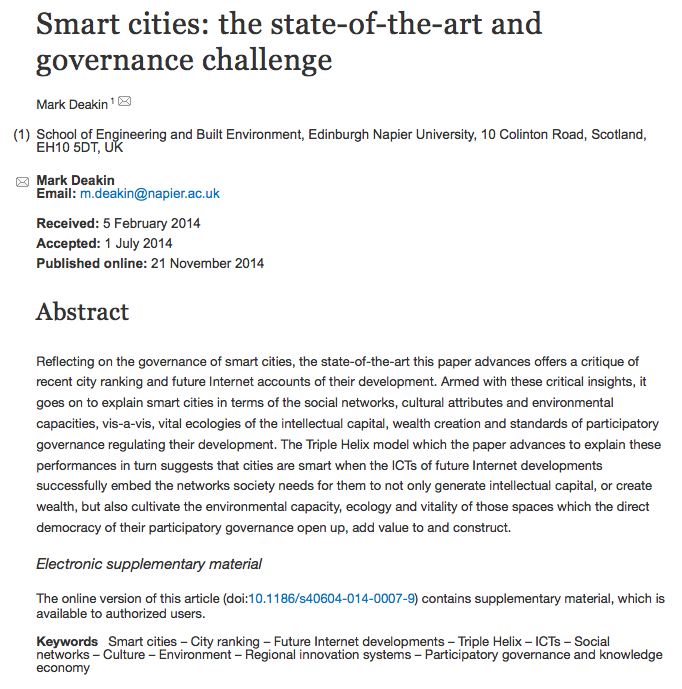 Smart cities: the state-of-the-art and
governance challenge
Mark Deakin 1
(1) School of Engineering and Built Environment, Edinburgh Napier University, 10 Colinton Road, Scotland,
EH10 5DT, UK
Mark Deakin
Email: m.deakin@napier.ac.uk
Received: 5 February 2014
Accepted: 1 July 2014
Published online: 21 November 2014
Abstract
Reflecting on the governance of smart cities, the state-of-the-art this paper advances offers a critique of
recent city ranking and future Internet accounts of their development. Armed with these critical insights, it
goes on to explain smart cities in terms of the social networks, cultural attributes and environmental
capacities, vis-a-vis, vital ecologies of the intellectual capital, wealth creation and standards of participatory
governance regulating their development. The Triple Helix model which the paper advances to explain these
performances in turn suggests that cities are smart when the ICTs of future Internet developments
successfully embed the networks society needs for them to not only generate intellectual capital, or create
wealth, but also cultivate the environmental capacity, ecology and vitality of those spaces which the direct
democracy of their participatory governance open up, add value to and construct.
Electronic supplementary material
The online version of this article (doi:10.1186/s40604-014-0007-9) contains supplementary material, which is
available to authorized users.
Keywords Smart cities – City ranking – Future Internet developments – Triple Helix – ICTs – Social
networks – Culture – Environment – Regional innovation systems – Participatory governance and knowledge
economy